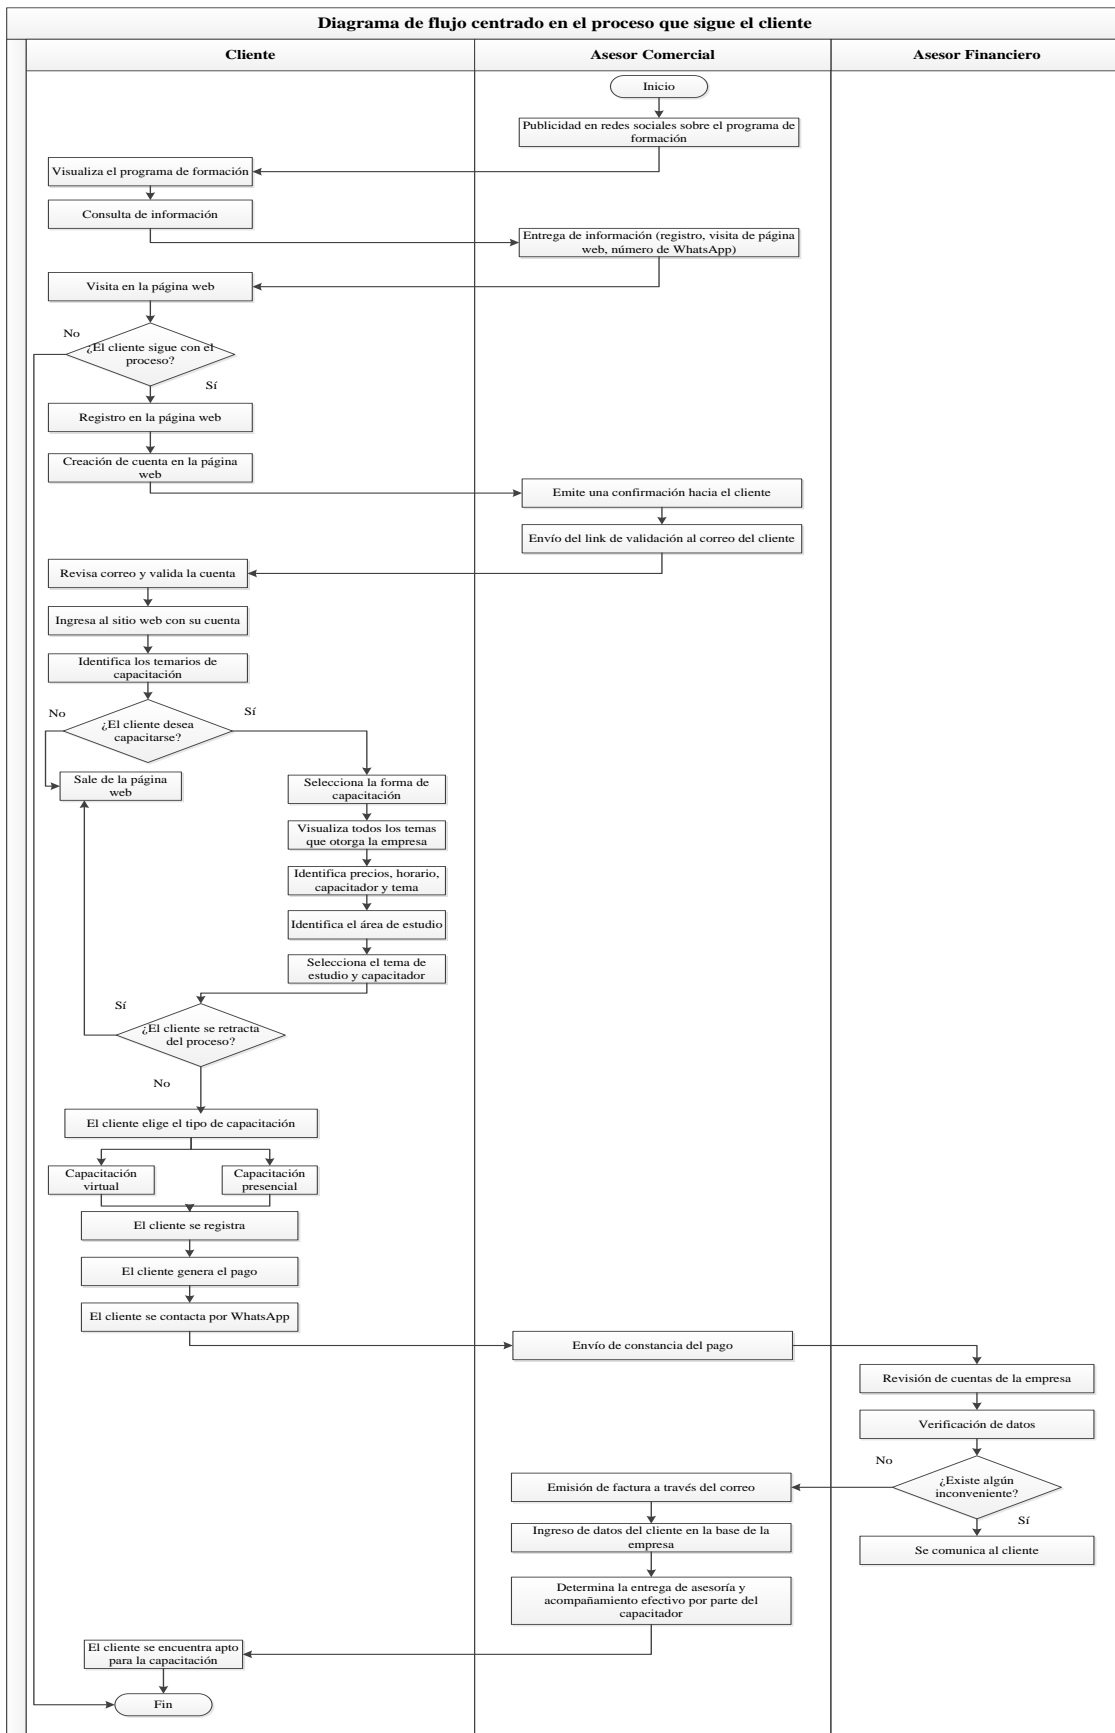 Diagrama de flujo centrado en el proceso que sigue el cliente
Cliente
Asesor Comercial
Asesor Financiero
Inicio
Publicidad en redes sociales sobre el programa de
formación
Visualiza el programa de formación
Consulta de información
Entrega de información (registro, visita de página
web, número de WhatsApp)
Visita en la página web
No
¿El cliente sigue con el
proceso?
Sí
Registro en la página web
Creación de cuenta en la página
web
Emite una confirmación hacia el cliente
Envío del link de validación al correo del cliente
Revisa correo y valida la cuenta
Ingresa al sitio web con su cuenta
Identifica los temarios de
capacitación
No
¿El cliente desea
capacitarse?
Sí
Sale de la página
web
Selecciona la forma de
capacitación
Visualiza todos los temas
que otorga la empresa
Identifica precios, horario,
capacitador y tema
Identifica el área de estudio
Selecciona el tema de
estudio y capacitador
Sí
¿El cliente se retracta
del proceso?
No
El cliente elige el tipo de capacitación
Capacitación
virtual
Capacitación
presencial
El cliente se registra
El cliente genera el pago
El cliente se contacta por WhatsApp
Envío de constancia del pago
Revisión de cuentas de la empresa
Verificación de datos
No
¿Existe algún
inconveniente?
Sí
Emisión de factura a través del correo
Ingreso de datos del cliente en la base de la
empresa
Se comunica al cliente
Determina la entrega de asesoría y
acompañamiento efectivo por parte del
capacitador
El cliente se encuentra apto
para la capacitación
Fin